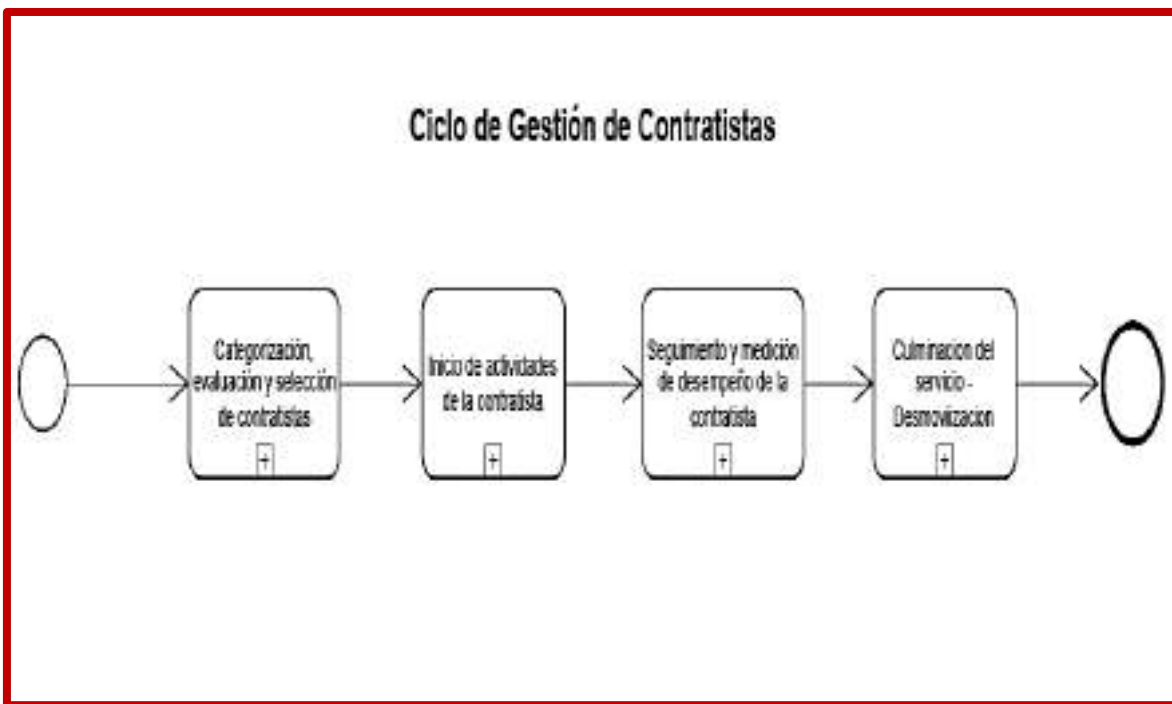 Ciclo de Gestión de Contratistas
Categorización,
evaluación y selección
de contratistas
+
Inicio de actividades
de la contratista
+
Seguimiento y medición
de desempeño de la
contratista
+
Culminacion del
servicio -
Desmovilizacion
+